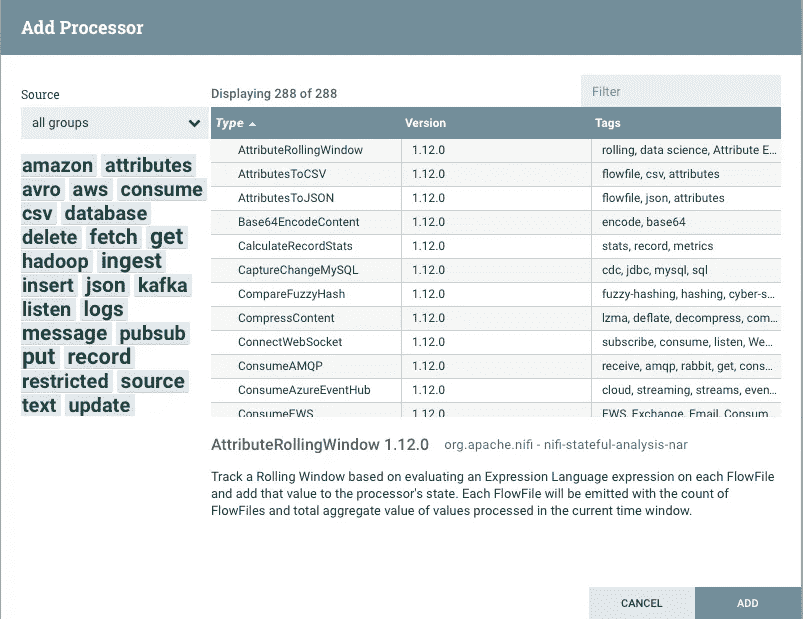 Add Processor
Source
Displaying 288 of 288
Filter
all groups
Type Version Tags
amazon attributes
avro aws consume
csv database
delete fetch get
hadoop ingest
insert json kafka
listen logs
message pubsub
put record
restricted source
text update
AttributeRollingWindow 1.12.0 rolling, data science, Attribute E...
AttributesToCSV 1.12.0 flowfile, csv, attributes
AttributesToJSON 1.12.0 flowfile, json, attributes
Base64EncodeContent 1.12.0 encode, base64
CalculateRecordStats 1.12.0 stats, record, metrics
CaptureChangeMySQL 1.12.0 cdc, jdbc, mysql, sql
CompareFuzzyHash 1.12.0 fuzzy-hashing, hashing, cyber-s...
CompressContent 1.12.0 lzma, deflate, decompress, com...
ConnectWebSocket 1.12.0 subscribe, consume, listen, We...
ConsumeAMQP 1.12.0 receive, amqp, rabbit, get, cons...
ConsumeAzureEventHub 1.12.0 cloud, streaming, streams, even...
ConsumeEWS 1.12.0 EWS, Exchange, Email, Consum...
AttributeRollingWindow 1.12.0 org.apache.nifi - nifi-stateful-analysis-nar
Track a Rolling Window based on evaluating an Expression Language expression on each FlowFile
and add that value to the processor's state. Each FlowFile will be emitted with the count of
FlowFiles and total aggregate value of values processed in the current time window.
CANCEL ADD